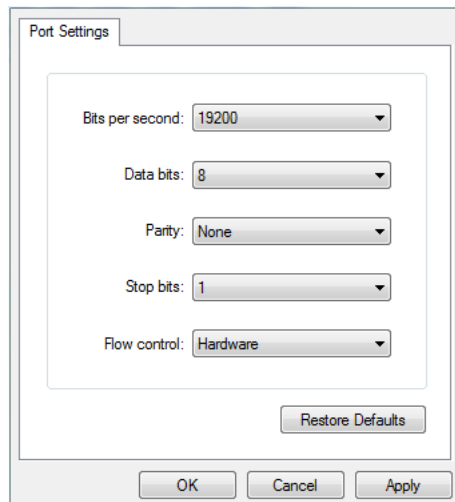 Port Settings
Bits per second: 19200
Data bits: 8
Parity: None
Stop bits: 1
Flow control: Hardware
Restore Defaults
OK Cancel Apply